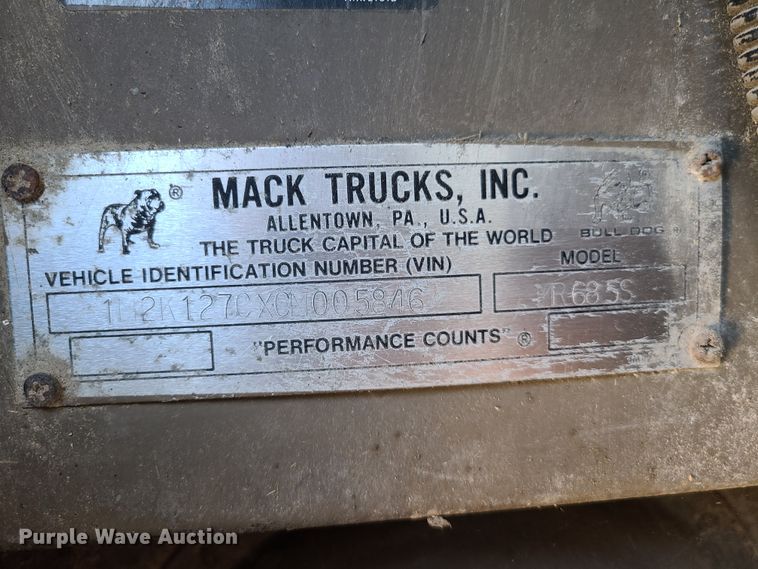 ® MACK TRUCKS, INC.
ALLENTOWN, PA., U.S.A.
THE TRUCK CAPITAL OF THE WORLD
BULL DOG ®
VEHICLE IDENTIFICATION NUMBER (VIN)
MODEL
1M2K127CXCM005846
R685S
"PERFORMANCE COUNTS" ®
Purple Wave Auction